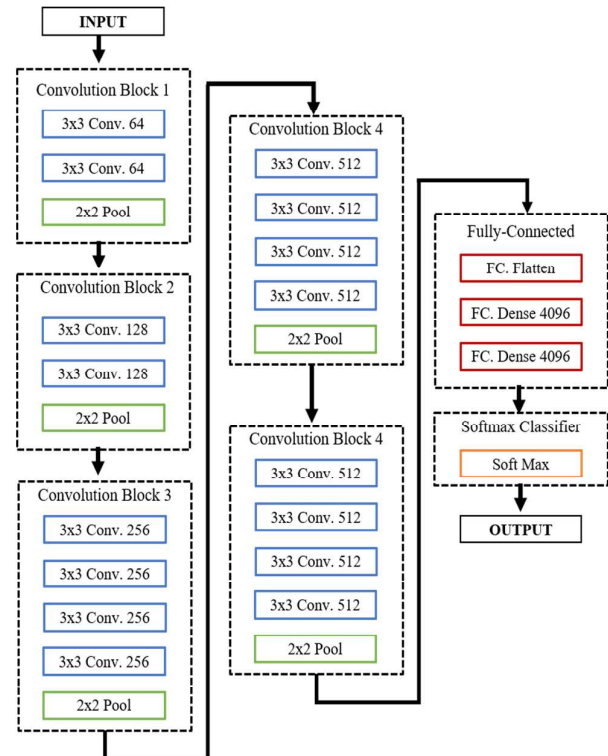 INPUT
Convolution Block 1
3x3 Conv. 64
3x3 Conv. 64
2x2 Pool
Convolution Block 2
3x3 Conv. 128
3x3 Conv. 128
2x2 Pool
Convolution Block 3
3x3 Conv. 256
3x3 Conv. 256
3x3 Conv. 256
3x3 Conv. 256
2x2 Pool
Convolution Block 4
3x3 Conv. 512
3x3 Conv. 512
3x3 Conv. 512
3x3 Conv. 512
2x2 Pool
Convolution Block 4
3x3 Conv. 512
3x3 Conv. 512
3x3 Conv. 512
3x3 Conv. 512
2x2 Pool
Fully-Connected
FC. Flatten
FC. Dense 4096
FC. Dense 4096
Softmax Classifier
Soft Max
OUTPUT